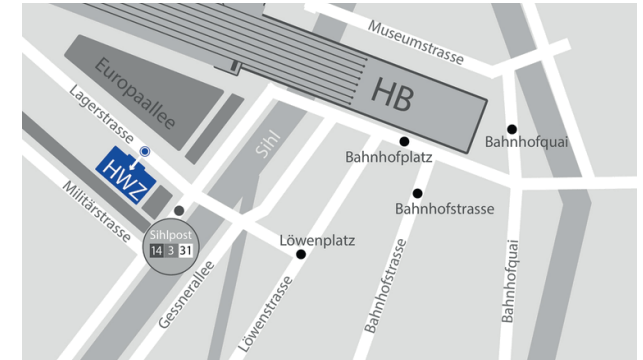 Museumstrasse
Europaallee
HB
Lagerstrasse
Sihl
Bahnhofquai
Bahnhofplatz
HWZ
Militärstrasse
Bahnhofstrasse
Sihlpost
14 3 31
Löwenplatz
Gessnerallee
Löwenstrasse
Bahnhofstrasse
Bahnhofquai